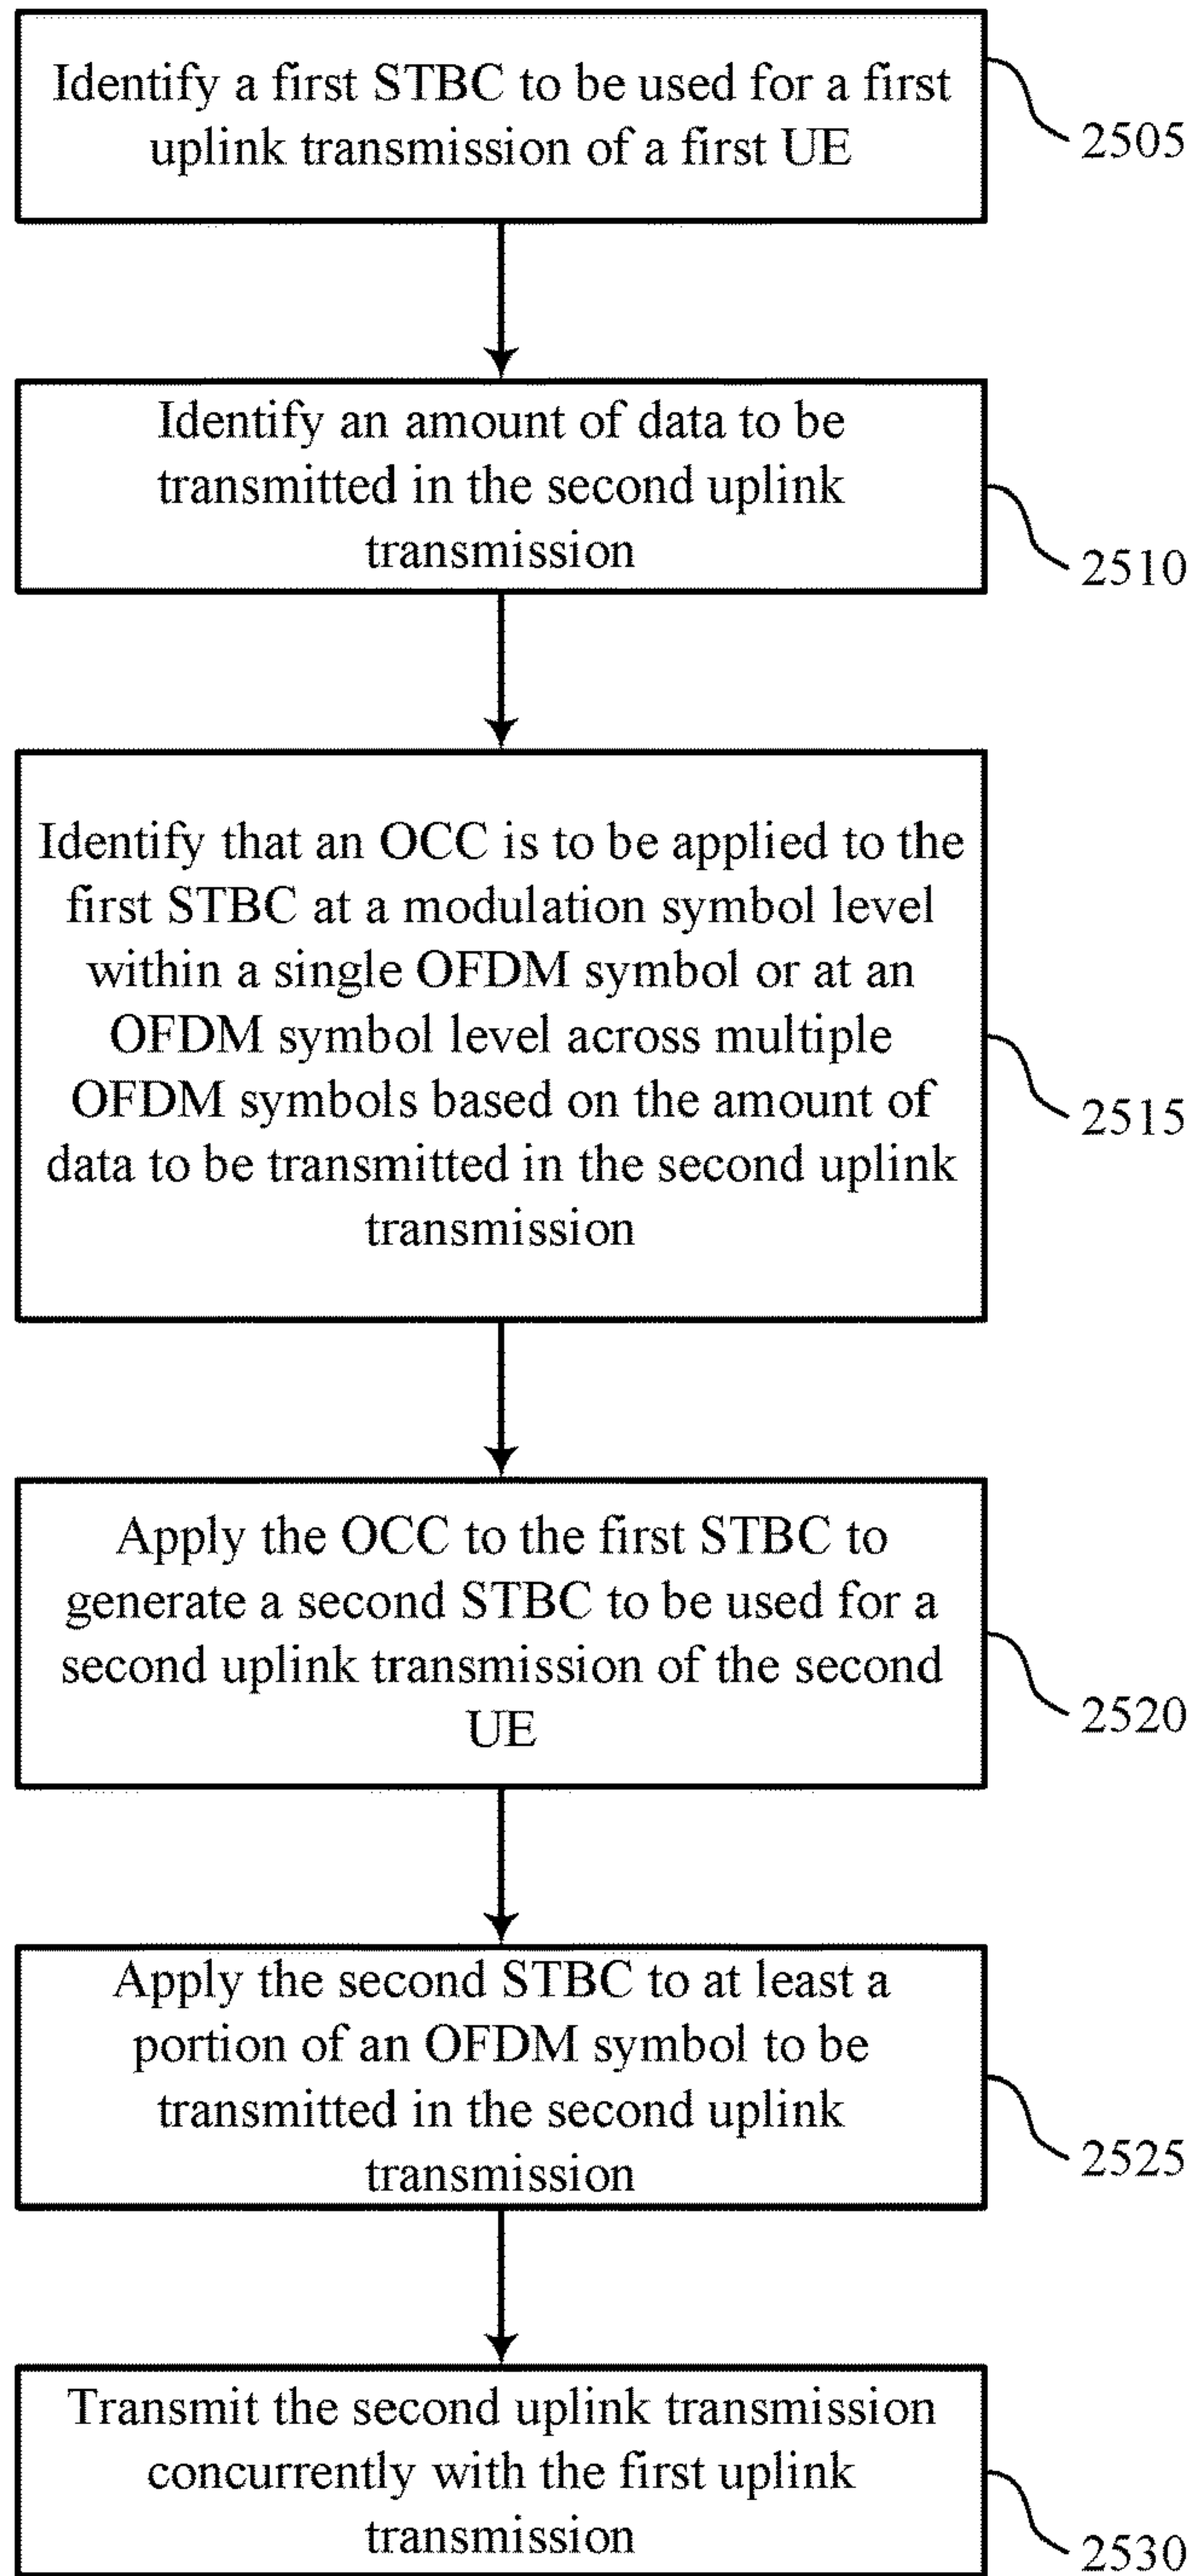 Identify a first STBC to be used for a first
uplink transmission of a first UE
2505
Identify an amount of data to be
transmitted in the second uplink
transmission
2510
Identify that an OCC is to be applied to the
first STBC at a modulation symbol level
within a single OFDM symbol or at an
OFDM symbol level across multiple
OFDM symbols based on the amount of
data to be transmitted in the second uplink
transmission
2515
Apply the OCC to the first STBC to
generate a second STBC to be used for a
second uplink transmission of the second
UE
2520
Apply the second STBC to at least a
portion of an OFDM symbol to be
transmitted in the second uplink
transmission
2525
Transmit the second uplink transmission
concurrently with the first uplink
transmission
2530